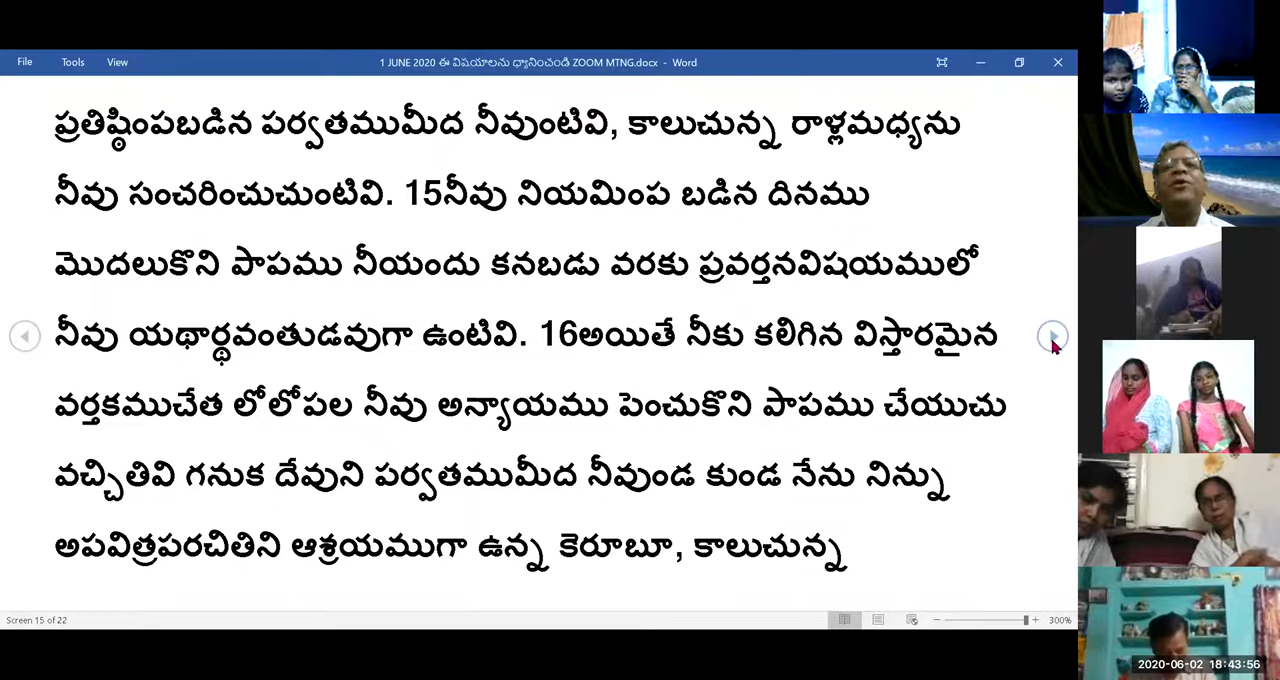 File Tools View 1 JUNE 2020 ఈ విషయాలను ధ్యానించండి ZOOM MTNG.docx - Word
ప్రతిష్ఠింపబడిన పర్వతముమీద నీవుంటివి, కాలుచున్న రాళ్లమధ్యను
నీవు సంచరించుచుంటివి. 15నీవు నియమింప బడిన దినము
మొదలుకొని పాపము నీయందు కనబడు వరకు ప్రవర్తనవిషయములో
నీవు యథార్థవంతుడవుగా ఉంటివి. 16అయితే నీకు కలిగిన విస్తారమైన
వర్తకముచేత లోలోపల నీవు అన్యాయము పెంచుకొని పాపము చేయుచు
వచ్చితివి గనుక దేవుని పర్వతముమీద నీవుండ కుండ నేను నిన్ను
అపవిత్రపరచితిని ఆశ్రయముగా ఉన్న కెరూబూ, కాలుచున్న
Screen 15 of 22 300%
2020-06-02 18:43:56